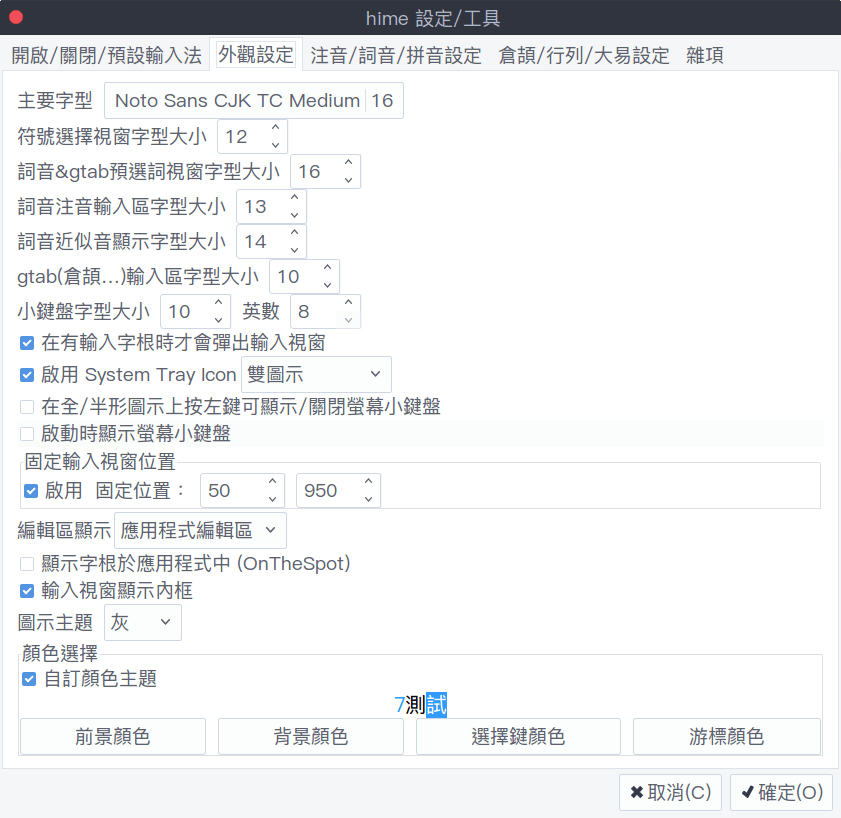 hime 設定/工具
開啟/關閉/預設輸入法 外觀設定 注音/詞音/拼音設定 倉頡/行列/大易設定 雜項
主要字型 Noto Sans CJK TC Medium 16
符號選擇視窗字型大小 12
詞音&gtab預選詞視窗字型大小 16
詞音注音輸入區字型大小 13
詞音近似音顯示字型大小 14
gtab(倉頡...)輸入區字型大小 10
小鍵盤字型大小 10 英數 8
在有輸入字根時才會彈出輸入視窗
啟用 System Tray Icon 雙圖示
在全/半形圖示上按左鍵可顯示/關閉螢幕小鍵盤
啟動時顯示螢幕小鍵盤
固定輸入視窗位置
啟用 固定位置： 50 950
編輯區顯示 應用程式編輯區
顯示字根於應用程式中 (OnTheSpot)
輸入視窗顯示內框
圖示主題 灰
顏色選擇
自訂顏色主題
7測試
前景顏色 背景顏色 選擇鍵顏色 游標顏色
取消(C) 確定(O)